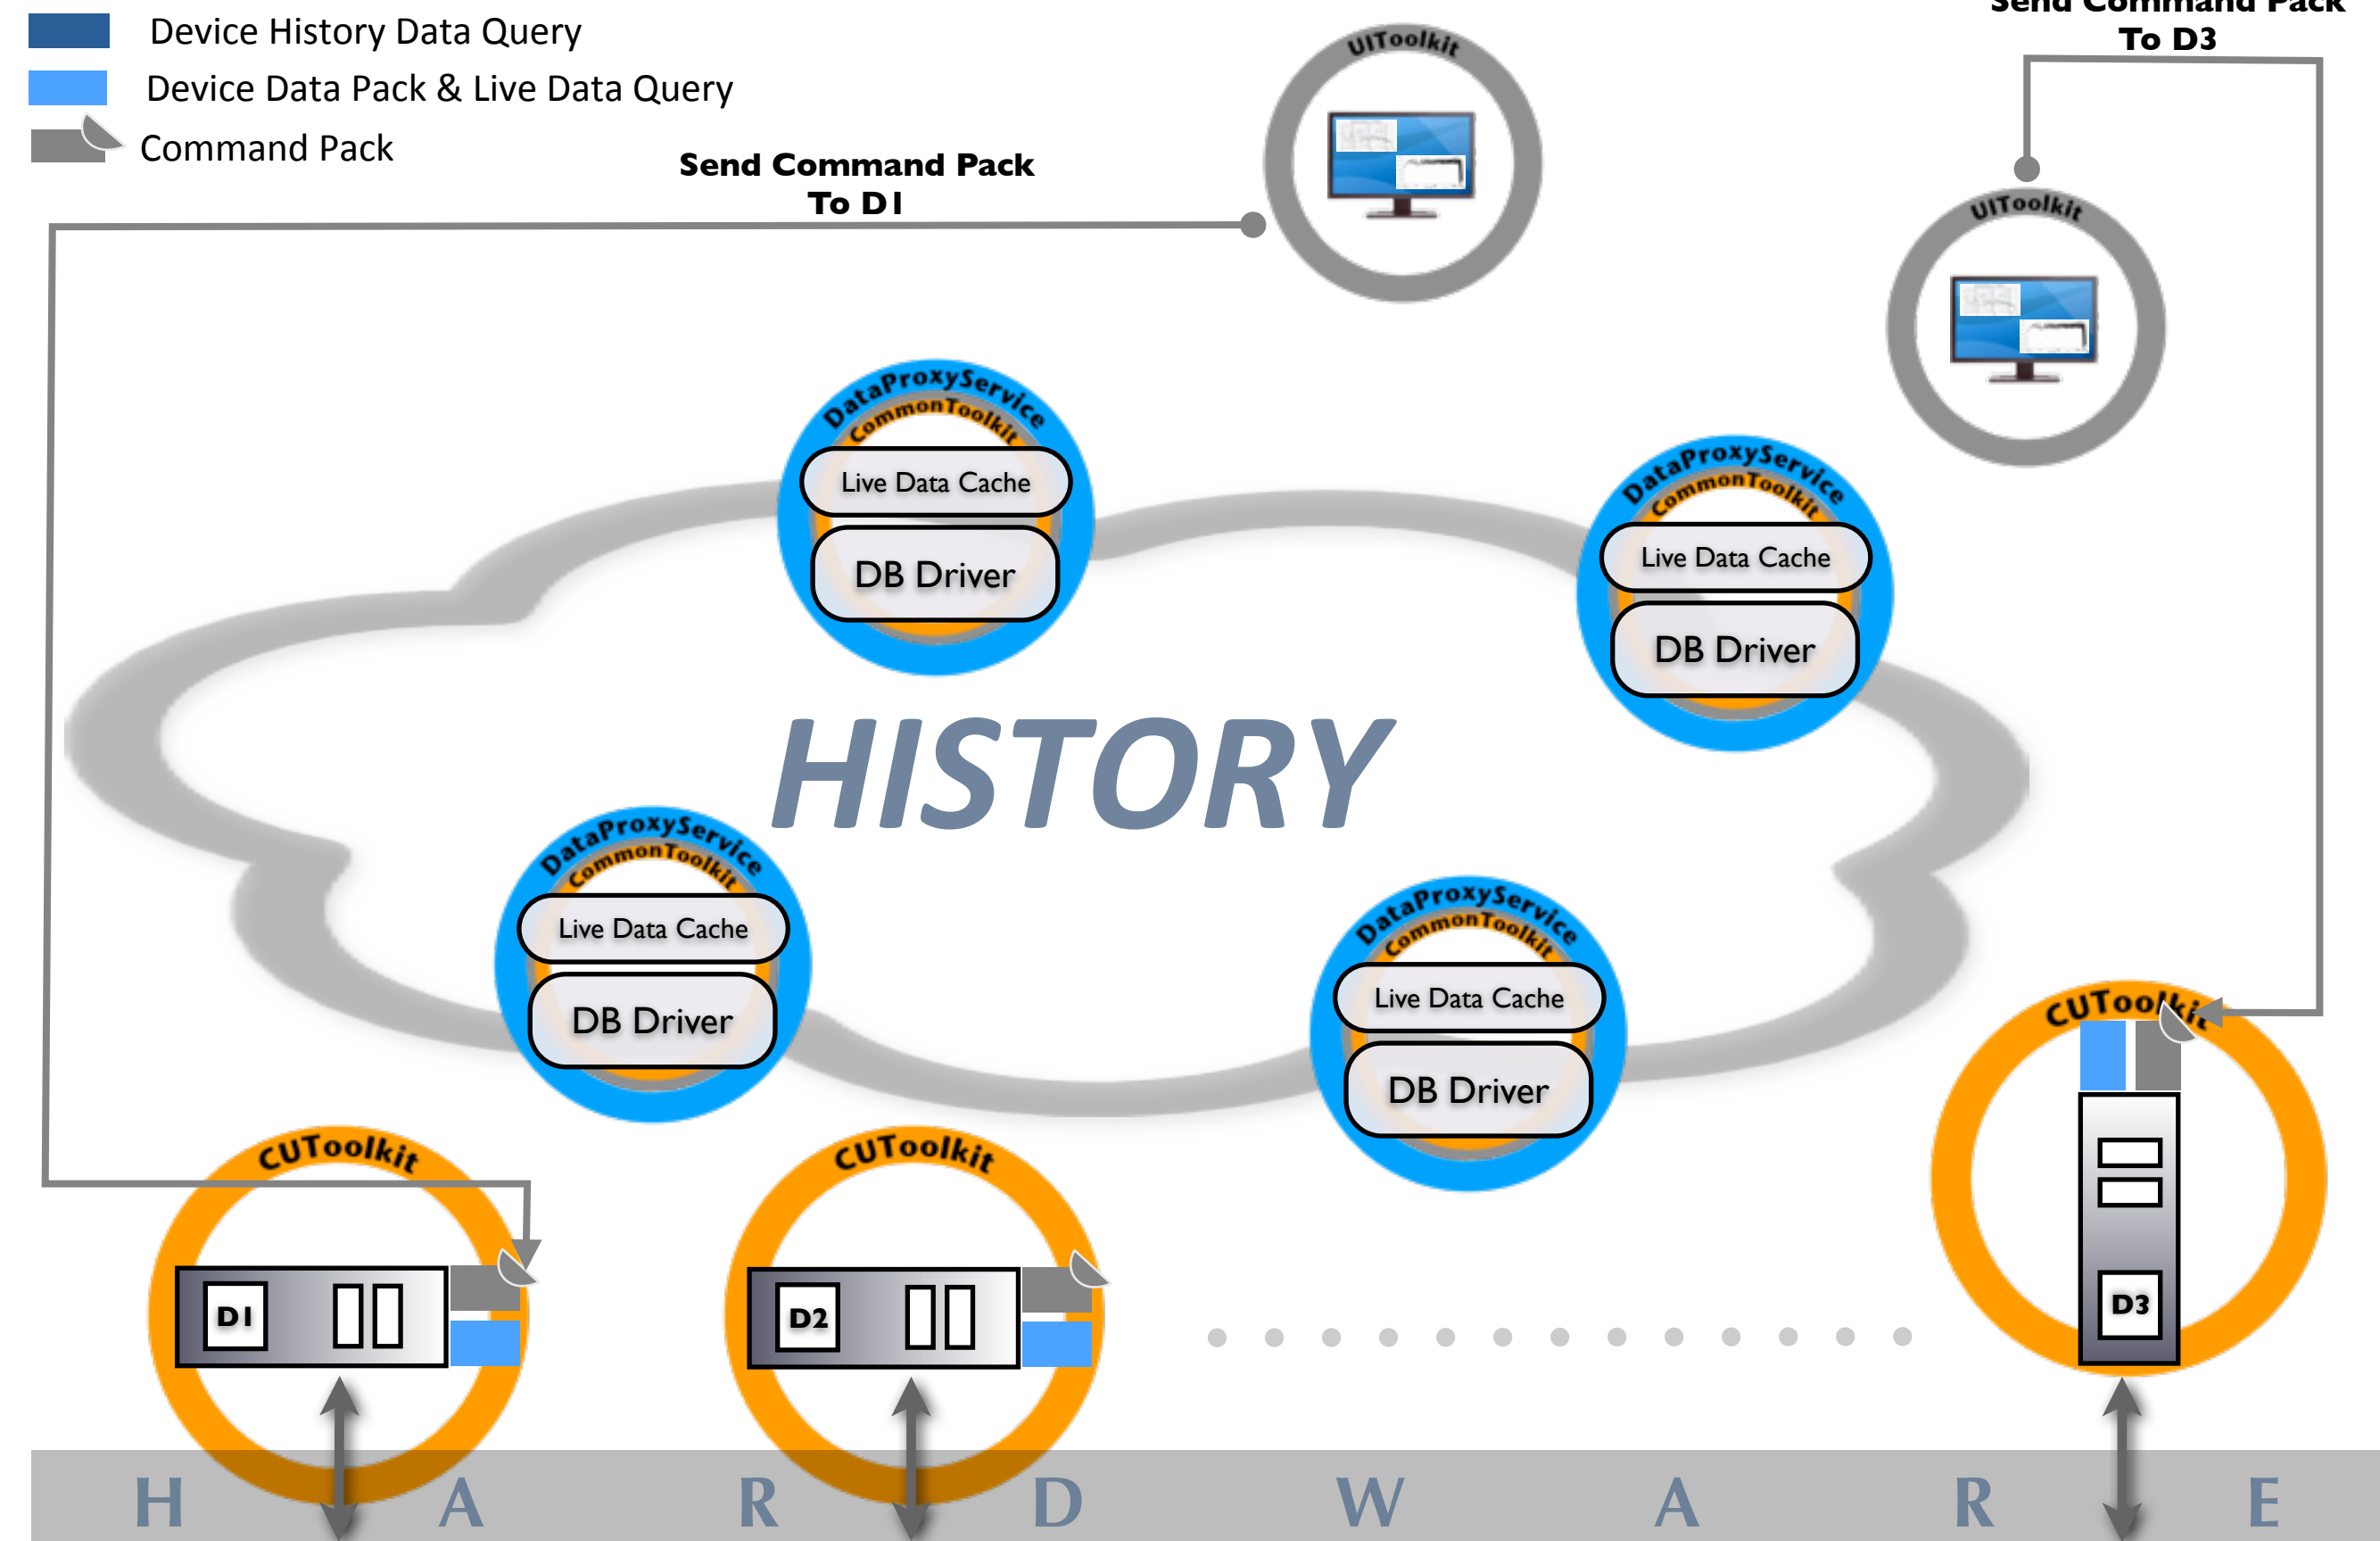 Device History Data Query
Device Data Pack & Live Data Query
Command Pack
Send Command Pack
To D1
Send Command Pack
To D3
UIToolkit
UIToolkit
DataProxyService
CommonToolkit
Live Data Cache
DB Driver
DataProxyService
CommonToolkit
Live Data Cache
DB Driver
HISTORY
DataProxyService
CommonToolkit
Live Data Cache
DB Driver
DataProxyService
CommonToolkit
Live Data Cache
DB Driver
CUToolkit
D1
CUToolkit
D2
CUToolkit
D3
H A R D W A R E